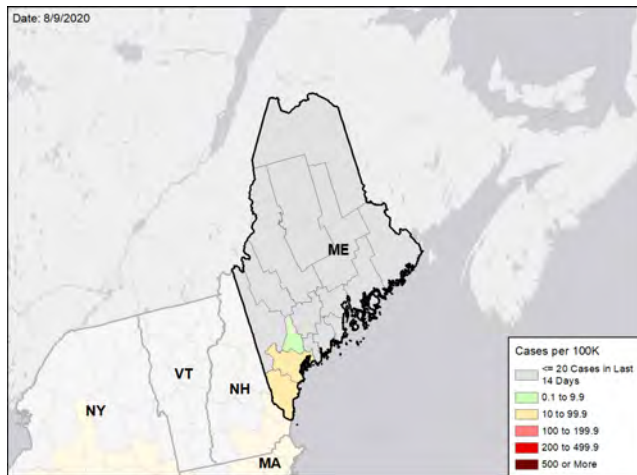 Date: 8/9/2020
ME
VT
NH
NY
MA
Cases per 100K
<= 20 Cases in Last
14 Days
0.1 to 9.9
10 to 99.9
100 to 199.9
200 to 499.9
500 or More